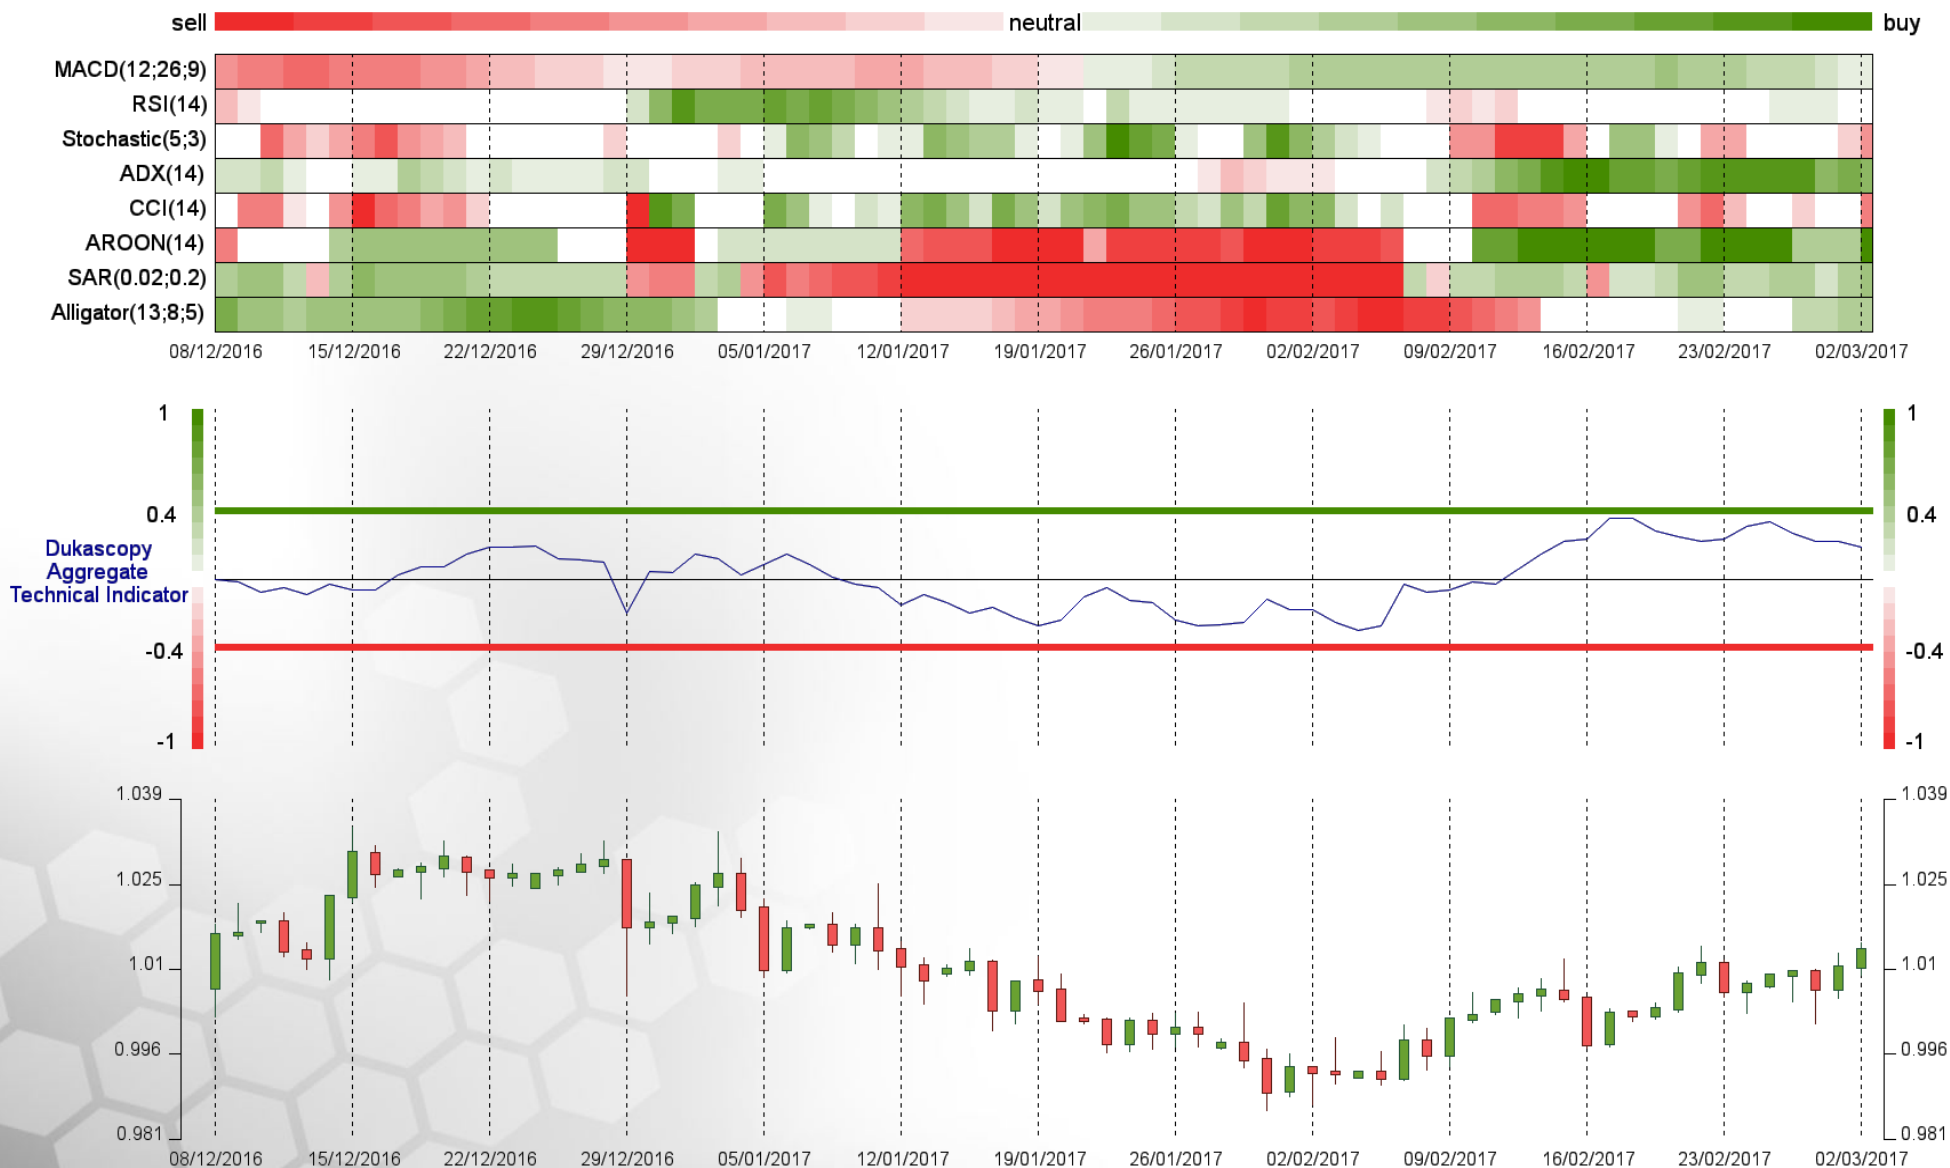 sell neutral buy
MACD(12;26;9)
RSI(14)
Stochastic(5;3)
ADX(14)
CCI(14)
AROON(14)
SAR(0.02;0.2)
Alligator(13;8;5)
08/12/2016 15/12/2016 22/12/2016 29/12/2016 05/01/2017 12/01/2017 19/01/2017 26/01/2017 02/02/2017 09/02/2017 16/02/2017 23/02/2017 02/03/2017
1 1
0.4 0.4
Dukascopy
Aggregate
Technical Indicator
-0.4 -0.4
-1 -1
1.039 1.039
1.025 1.025
1.01 1.01
0.996 0.996
0.981 0.981
08/12/2016 15/12/2016 22/12/2016 29/12/2016 05/01/2017 12/01/2017 19/01/2017 26/01/2017 02/02/2017 09/02/2017 16/02/2017 23/02/2017 02/03/2017